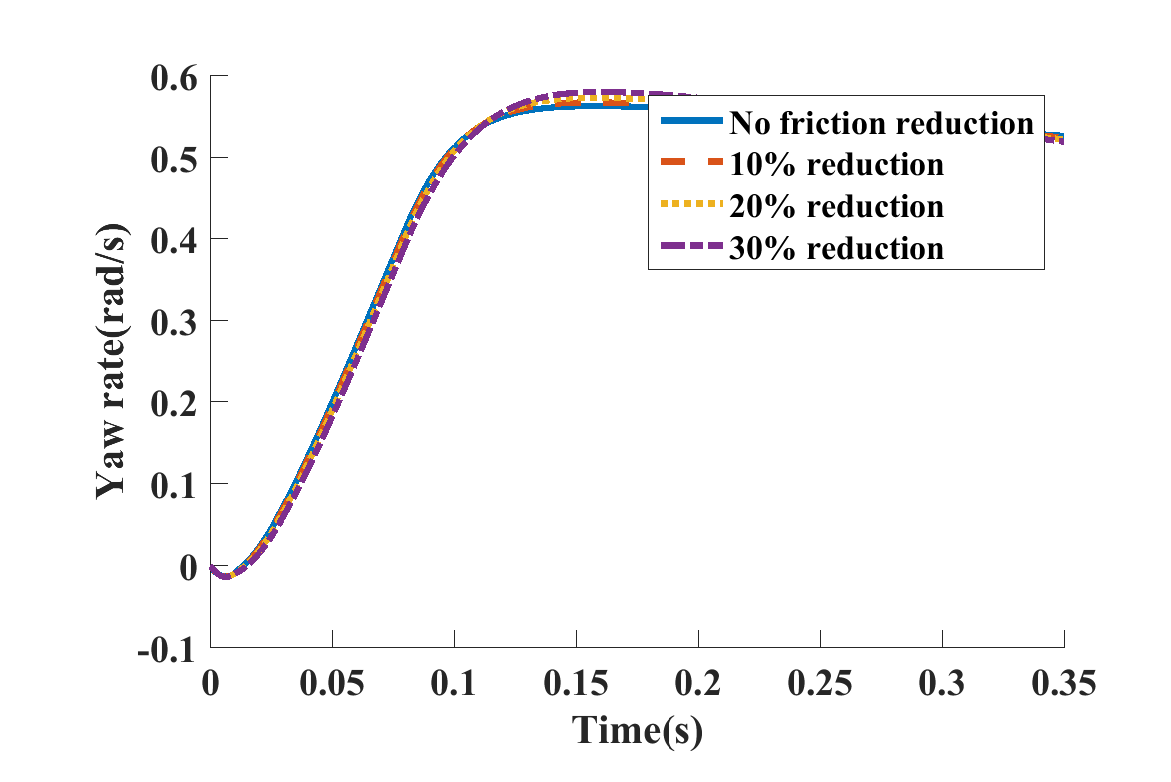 0.6
0.5
0.4
0.3
0.2
0.1
0
-0.1
Yaw rate(rad/s)
No friction reduction
10% reduction
20% reduction
30% reduction
0 0.05 0.1 0.15 0.2 0.25 0.3 0.35
Time(s)